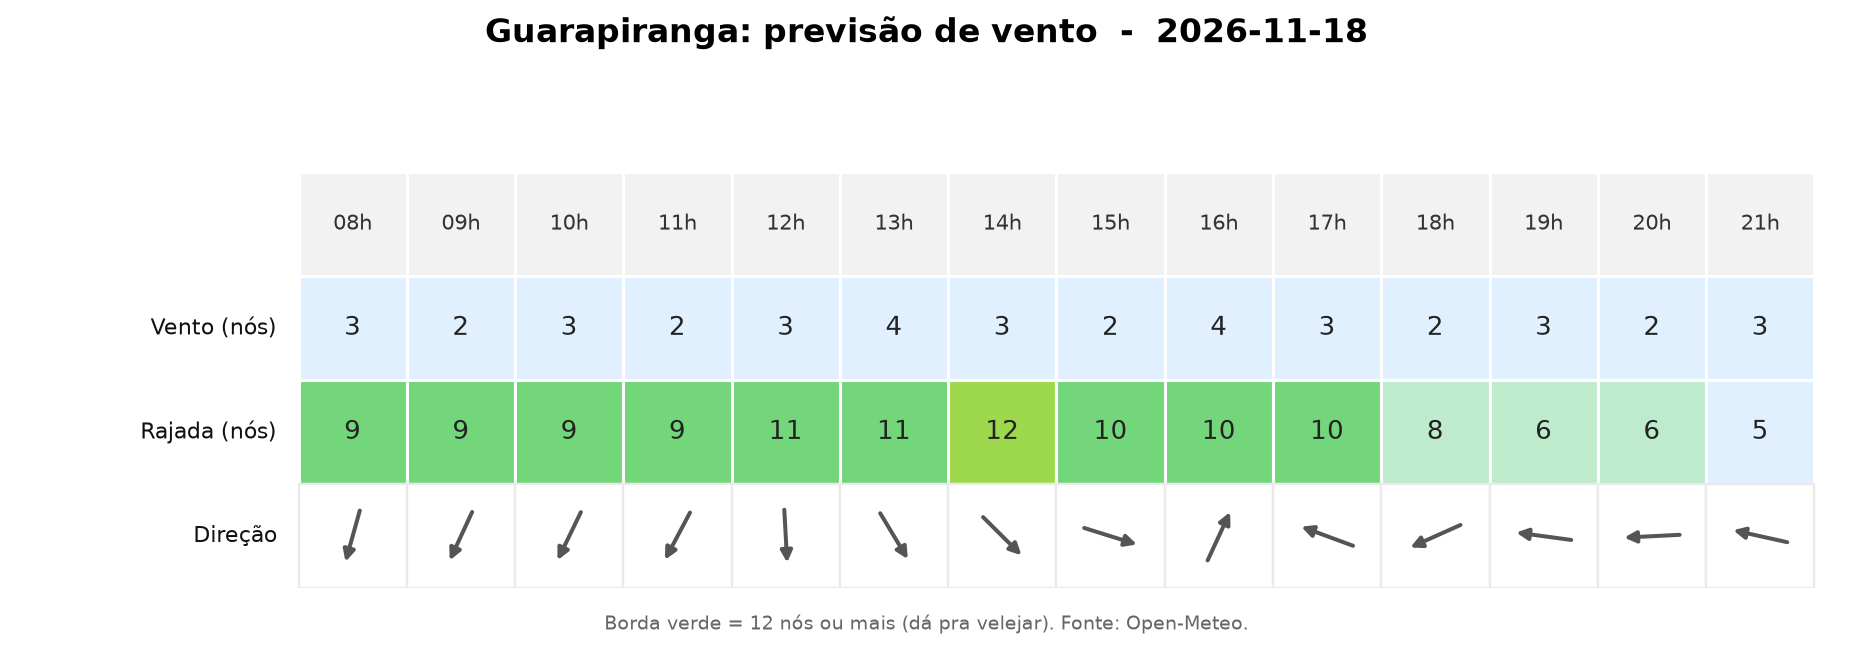 Guarapiranga: previsão de vento  -  2026-11-18
08h 09h 10h 11h 12h 13h 14h 15h 16h 17h 18h 19h 20h 21h
Vento (nós) 3 2 3 2 3 4 3 2 4 3 2 3 2 3
Rajada (nós) 9 9 9 9 11 11 12 10 10 10 8 6 6 5
Direção
Borda verde = 12 nós ou mais (dá pra velejar). Fonte: Open-Meteo.